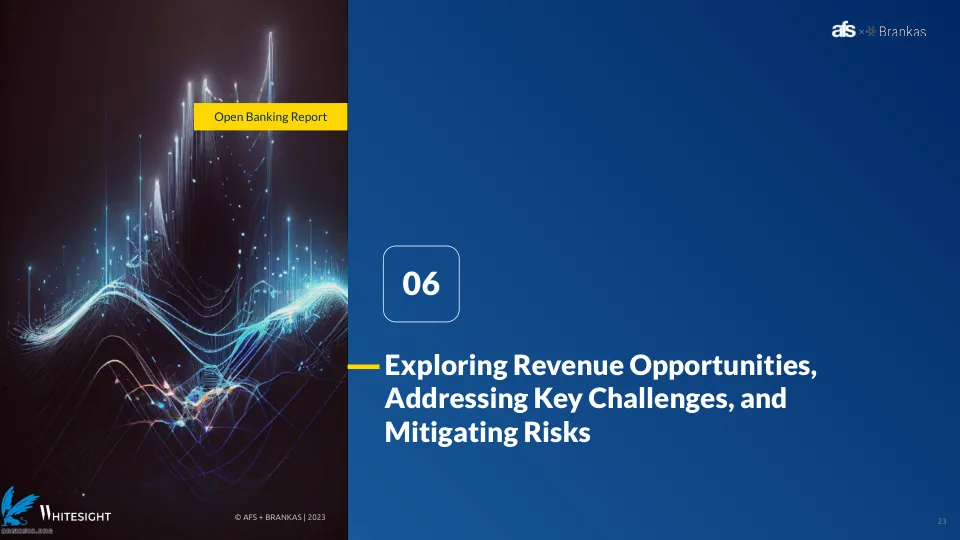 afs × Brankas
Open Banking Report
06
Exploring Revenue Opportunities,
Addressing Key Challenges, and
Mitigating Risks
WHITESIGHT
© AFS + BRANKAS | 2023
23